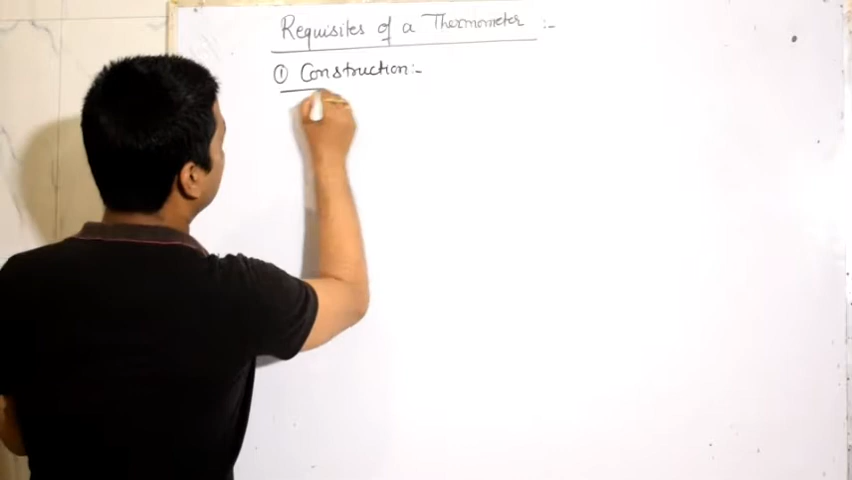 Requisites of a Thermometer :-
① Construction:-